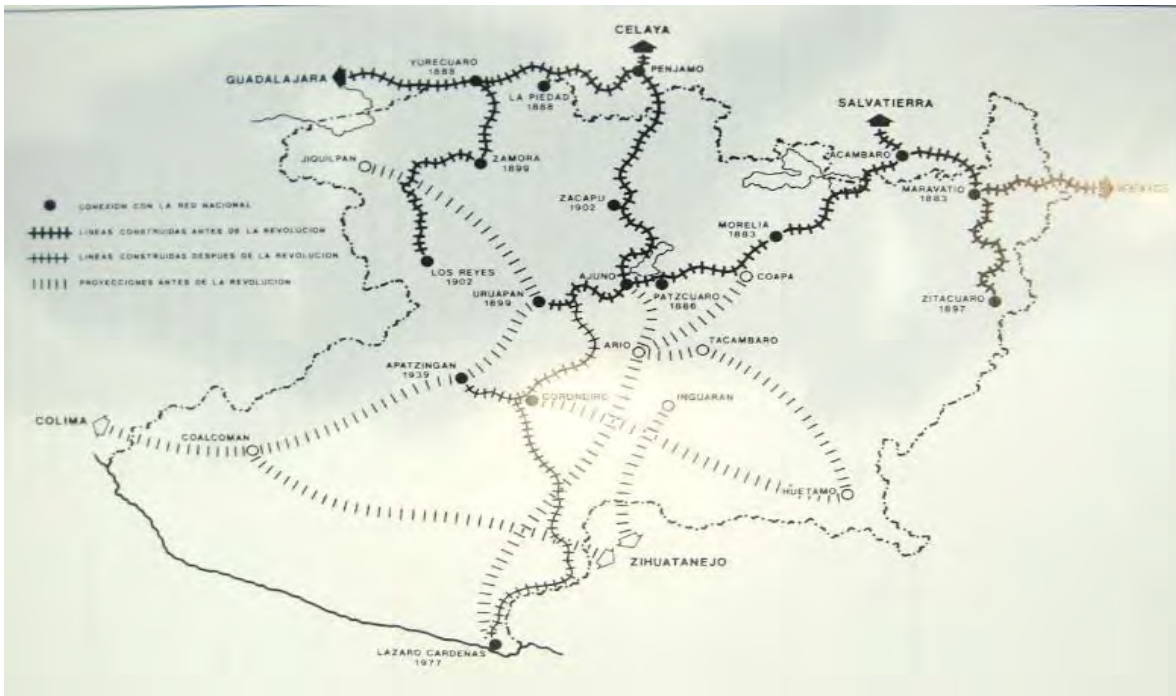 CELAYA
YURECUARO
1888
PENJAMO
GUADALAJARA
LA PIEDAD
1888
SALVATIERRA
ACAMBARO
JIQUILPAN
ZAMORA
1899
MARAVATIO
1883
MEXICO
ZACAPU
1902
CONEXION CON LA RED NACIONAL
MORELIA
1883
LINEAS CONSTRUIDAS ANTES DE LA REVOLUCION
LINEAS CONSTRUIDAS DESPUES DE LA REVOLUCION
LOS REYES
1902
AJUNO
COAPA
PROYECCIONES ANTES DE LA REVOLUCION
URUAPAN
1899
PATZCUARO
1886
ZITACUARO
1897
ARIO
TACAMBARO
APATZINGAN
1939
CORONDIRO
INGUARAN
COLIMA
COALCOMAN
HUETAMO
ZIHUATANEJO
LAZARO CARDENAS
1977